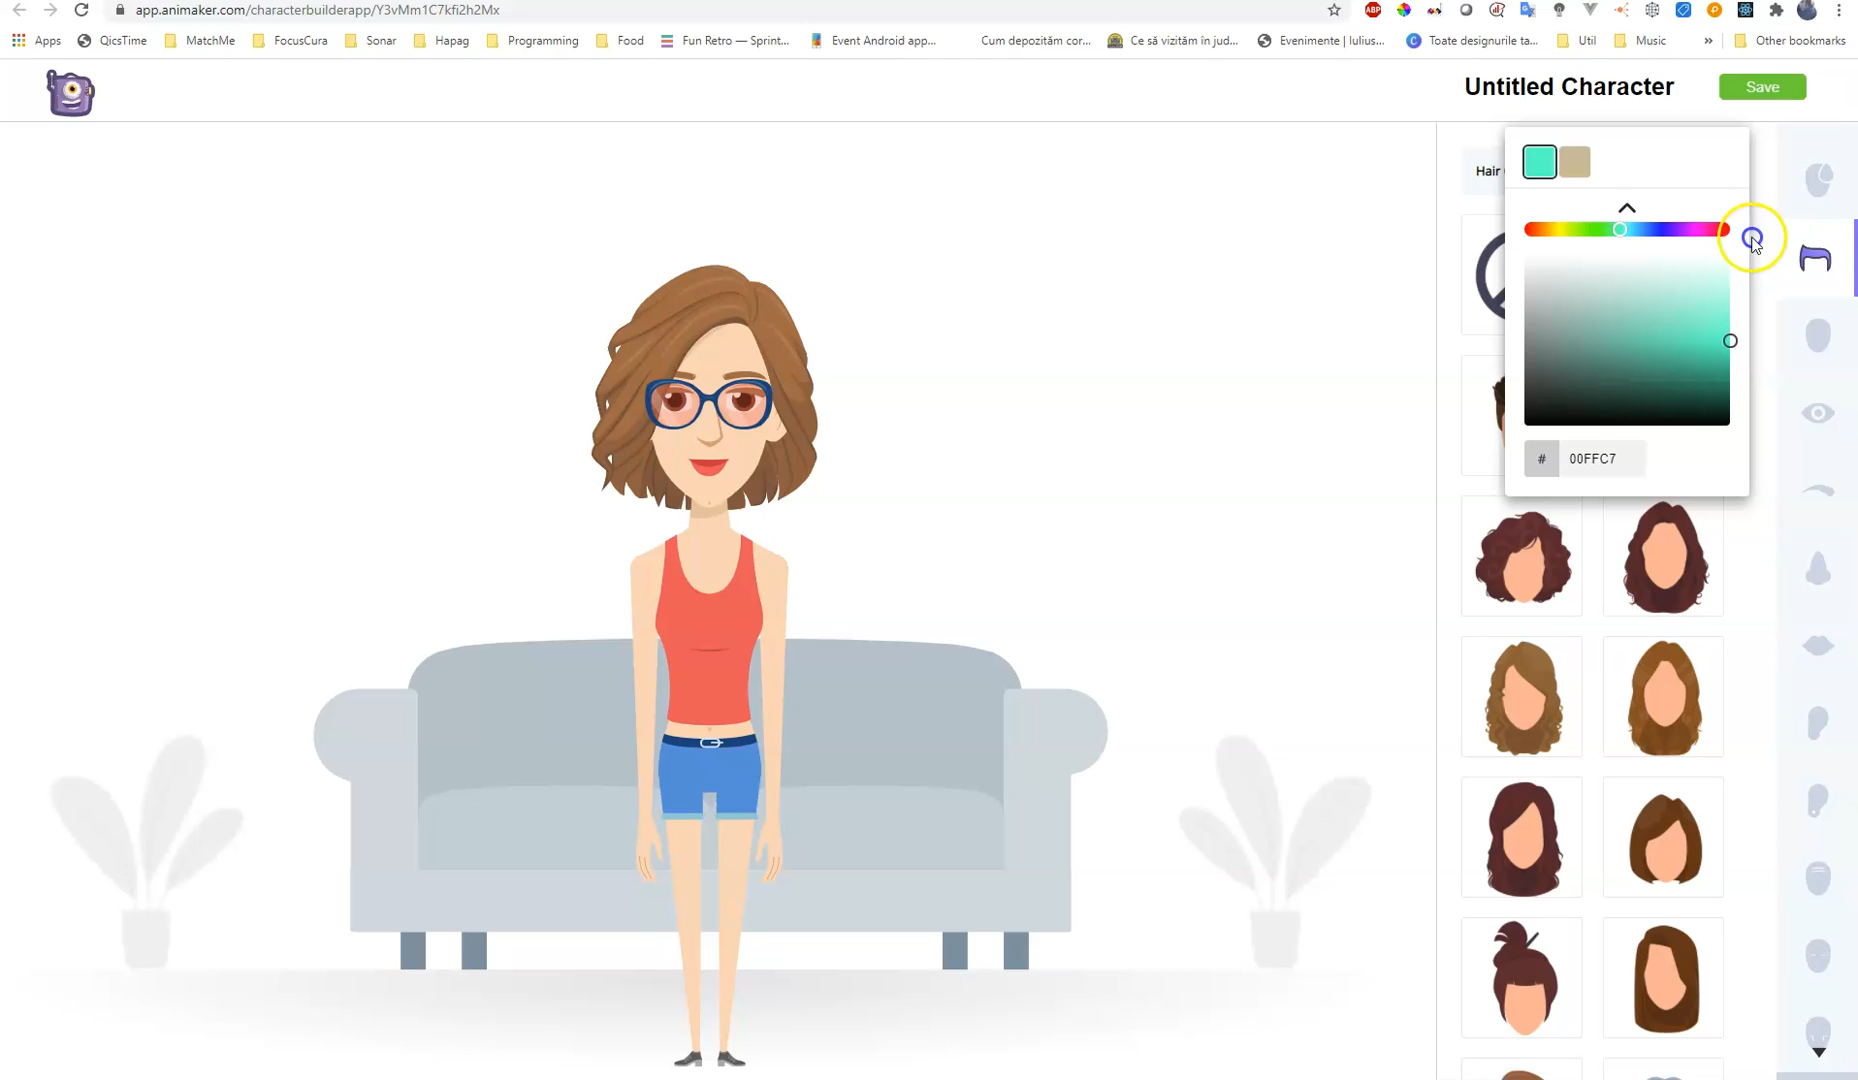 app.animaker.com/characterbuilderapp/Y3vMm1C7kfi2h2Mx
ABP
Apps
QicsTime
MatchMe
FocusCura
Sonar
Hapag
Programming
Food
Fun Retro — Sprint...
Event Android app...
Cum depozităm cor...
Ce să vizităm în jud...
Evenimente | Iulius...
Toate designurile ta...
Util
Music
»
Other bookmarks
Untitled Character
Save
Hair
# 00FFC7